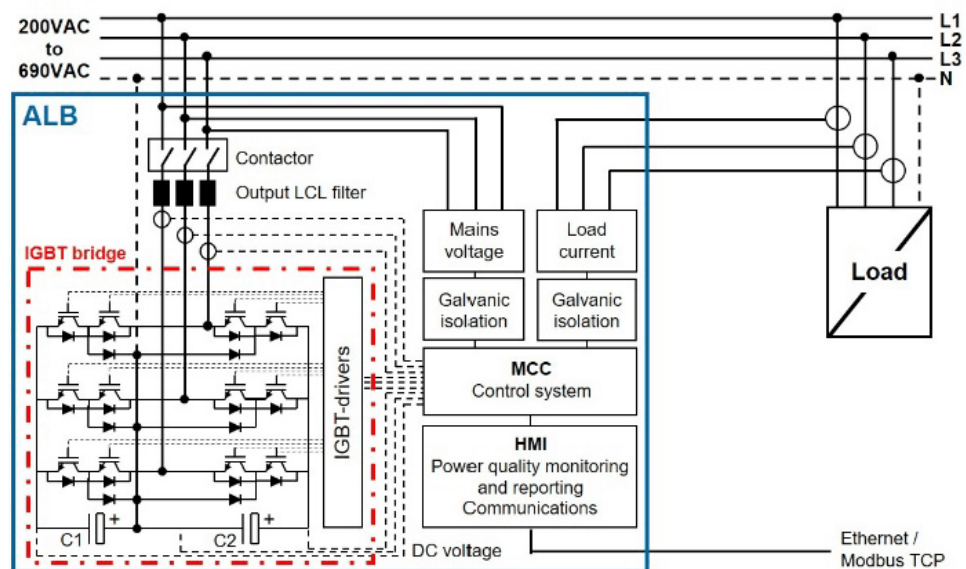 200VAC
to
690VAC
L1
L2
L3
N
ALB
Contactor
Output LCL filter
IGBT bridge
Mains
voltage
Load
current
Load
Galvanic
isolation
Galvanic
isolation
MCC
Control system
IGBT-drivers
HMI
Power quality monitoring
and reporting
Communications
C1
+
C2
+
DC voltage
Ethernet /
Modbus TCP